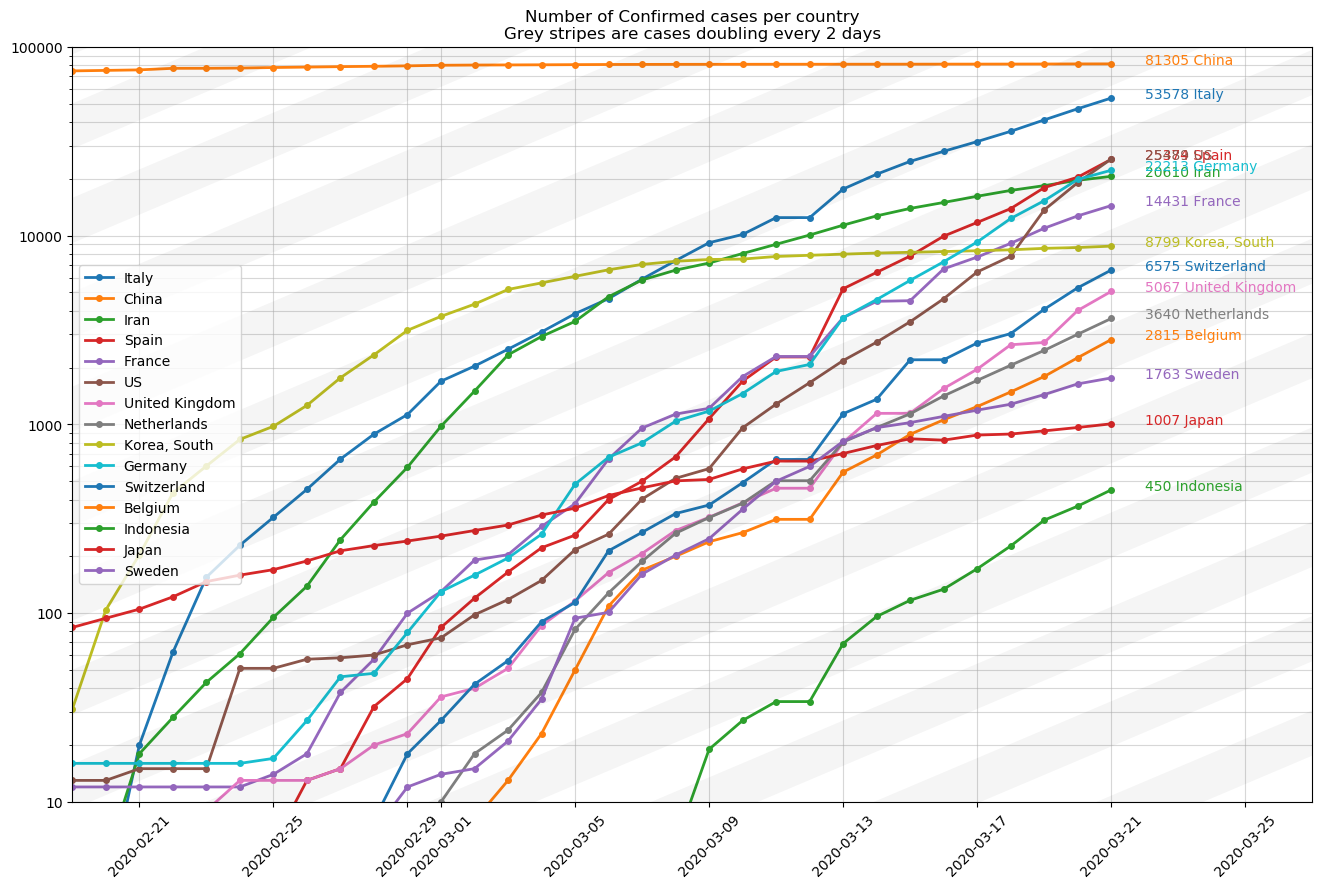 Number of Confirmed cases per country
Grey stripes are cases doubling every 2 days
100000
10000
1000
100
10
81305 China
53578 Italy
Spain
22213 Germany
20610 Iran
14431 France
8799 Korea, South
6575 Switzerland
5067 United Kingdom
3640 Netherlands
2815 Belgium
1763 Sweden
1007 Japan
450 Indonesia
Italy
China
Iran
Spain
France
US
United Kingdom
Netherlands
Korea, South
Germany
Switzerland
Belgium
Indonesia
Japan
Sweden
2020-02-21
2020-02-25
2020-02-29
2020-03-01
2020-03-05
2020-03-09
2020-03-13
2020-03-17
2020-03-21
2020-03-25